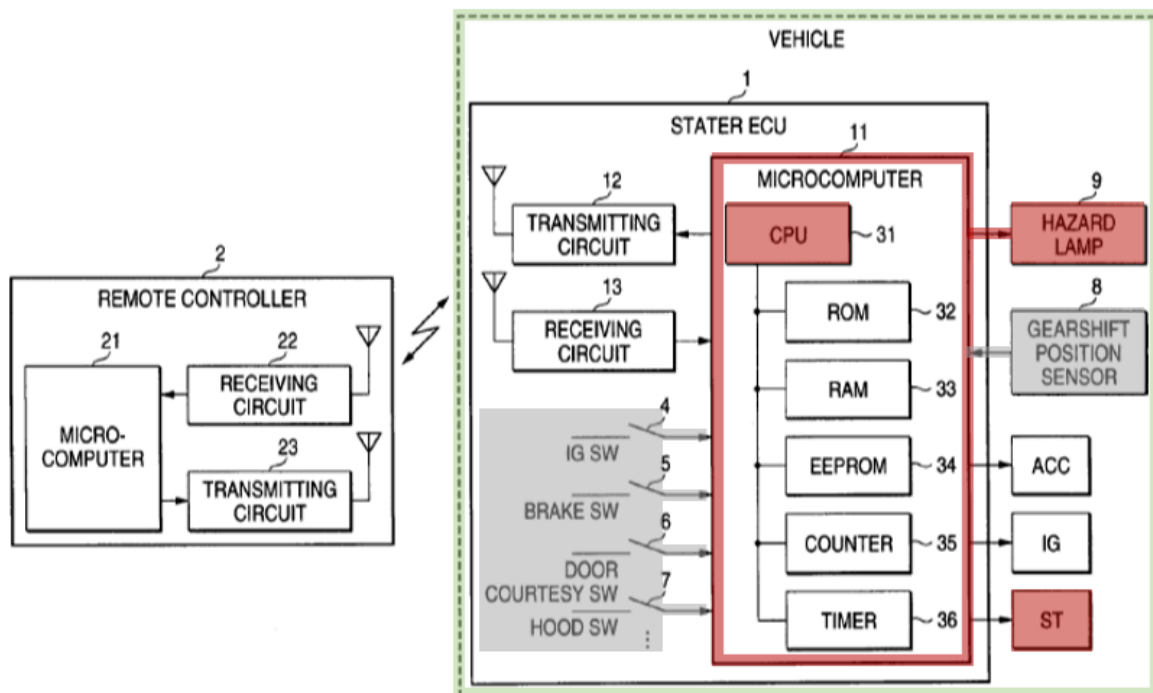 VEHICLE
1
STATER ECU
11
MICROCOMPUTER
12
TRANSMITTING
CIRCUIT
CPU
31
9
HAZARD
LAMP
2
REMOTE CONTROLLER
13
RECEIVING
CIRCUIT
ROM
32
8
GEARSHIFT
POSITION
SENSOR
21
MICRO-
COMPUTER
22
RECEIVING
CIRCUIT
23
TRANSMITTING
CIRCUIT
RAM
33
4
IG SW
5
BRAKE SW
6
DOOR
COURTESY SW
7
HOOD SW
EEPROM
34
ACC
COUNTER
35
IG
TIMER
36
ST